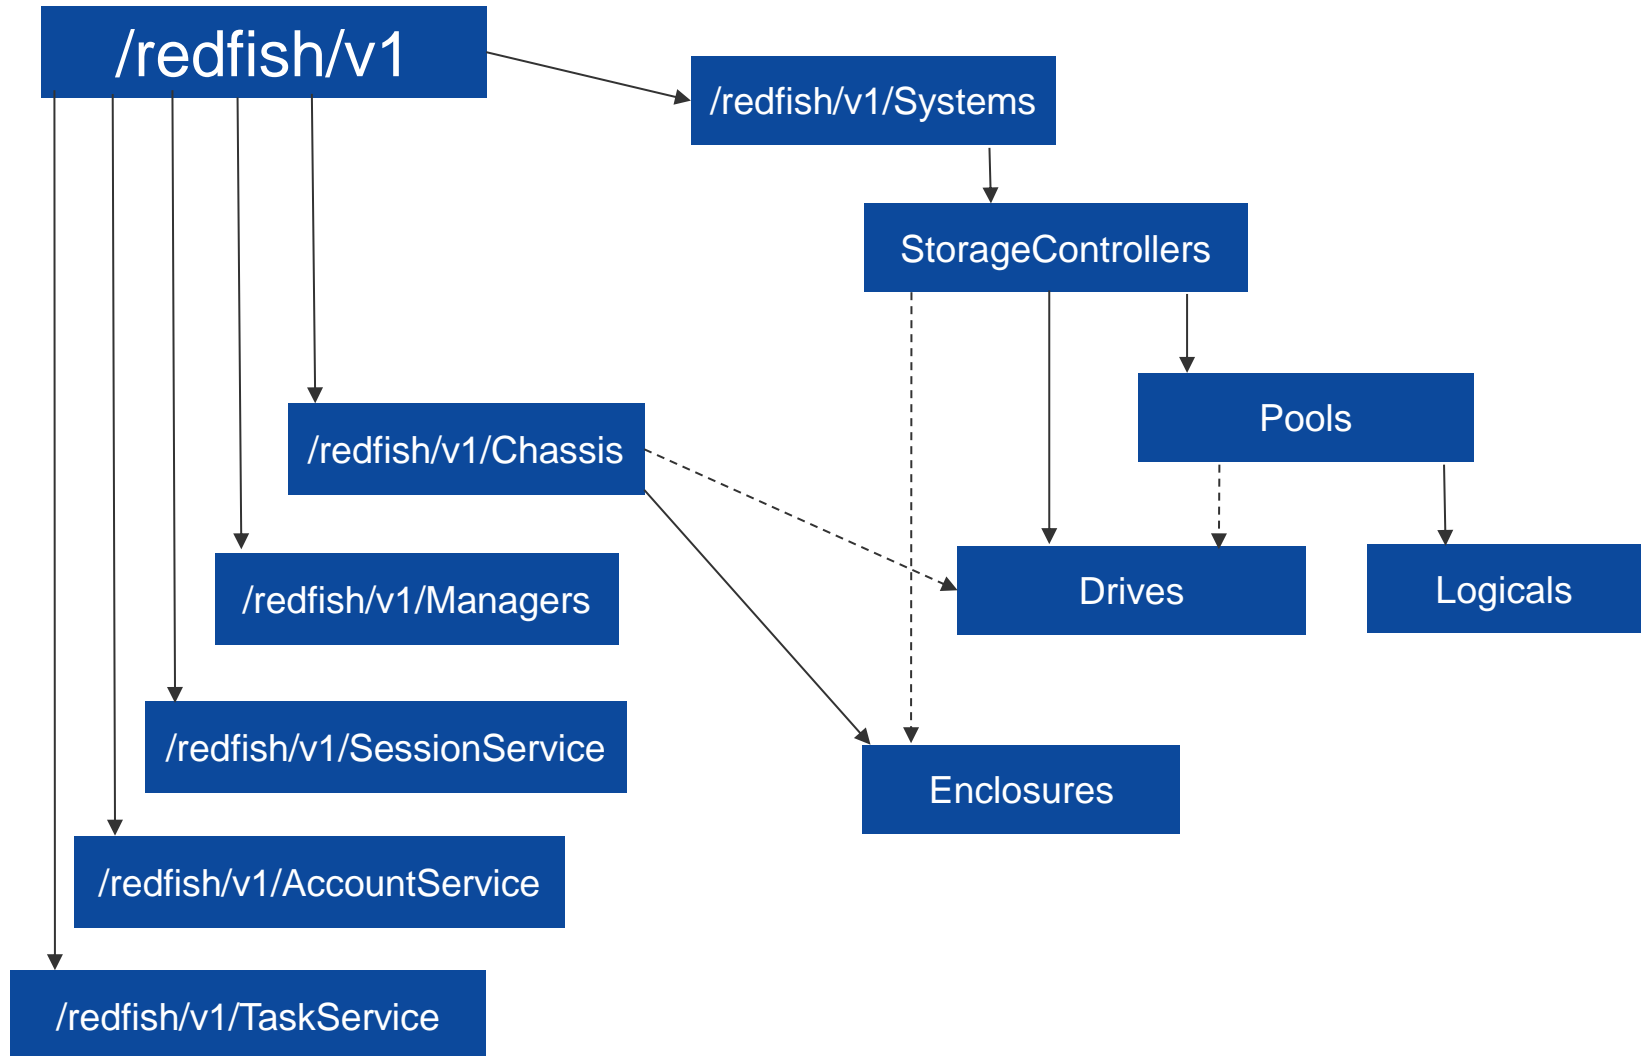 /redfish/v1
/redfish/v1/Systems
StorageControllers
Pools
/redfish/v1/Chassis
Drives
Logicals
/redfish/v1/Managers
/redfish/v1/SessionService
Enclosures
/redfish/v1/AccountService
/redfish/v1/TaskService